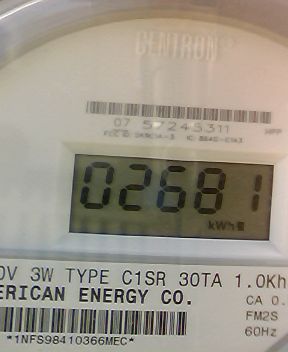 CENTRON®
07 57245311
HPP
02681
kWh
0V 3W TYPE C1SR 30TA 1.0Kh
ERICAN ENERGY CO.
CA 0.
FM2S
60Hz
*1NFS98410366MEC*